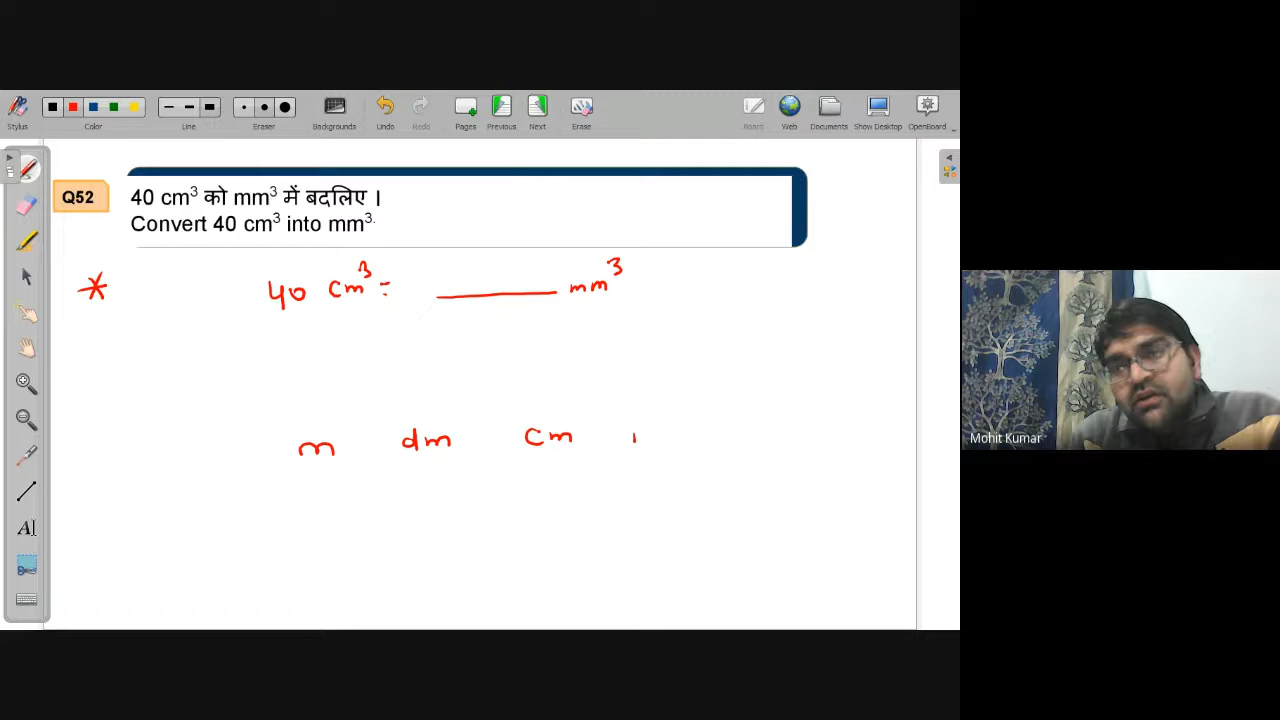 Stylus
Color
Line
Eraser
Backgrounds
Undo
Redo
Pages
Previous
Next
Erase
Board
Web
Documents
Show Desktop
OpenBoard
Q52
40 cm³ को mm³ में बदलिए ।
Convert 40 cm³ into mm³.
* 40 cm³ = ______ mm³
m dm cm
Mohit Kumar